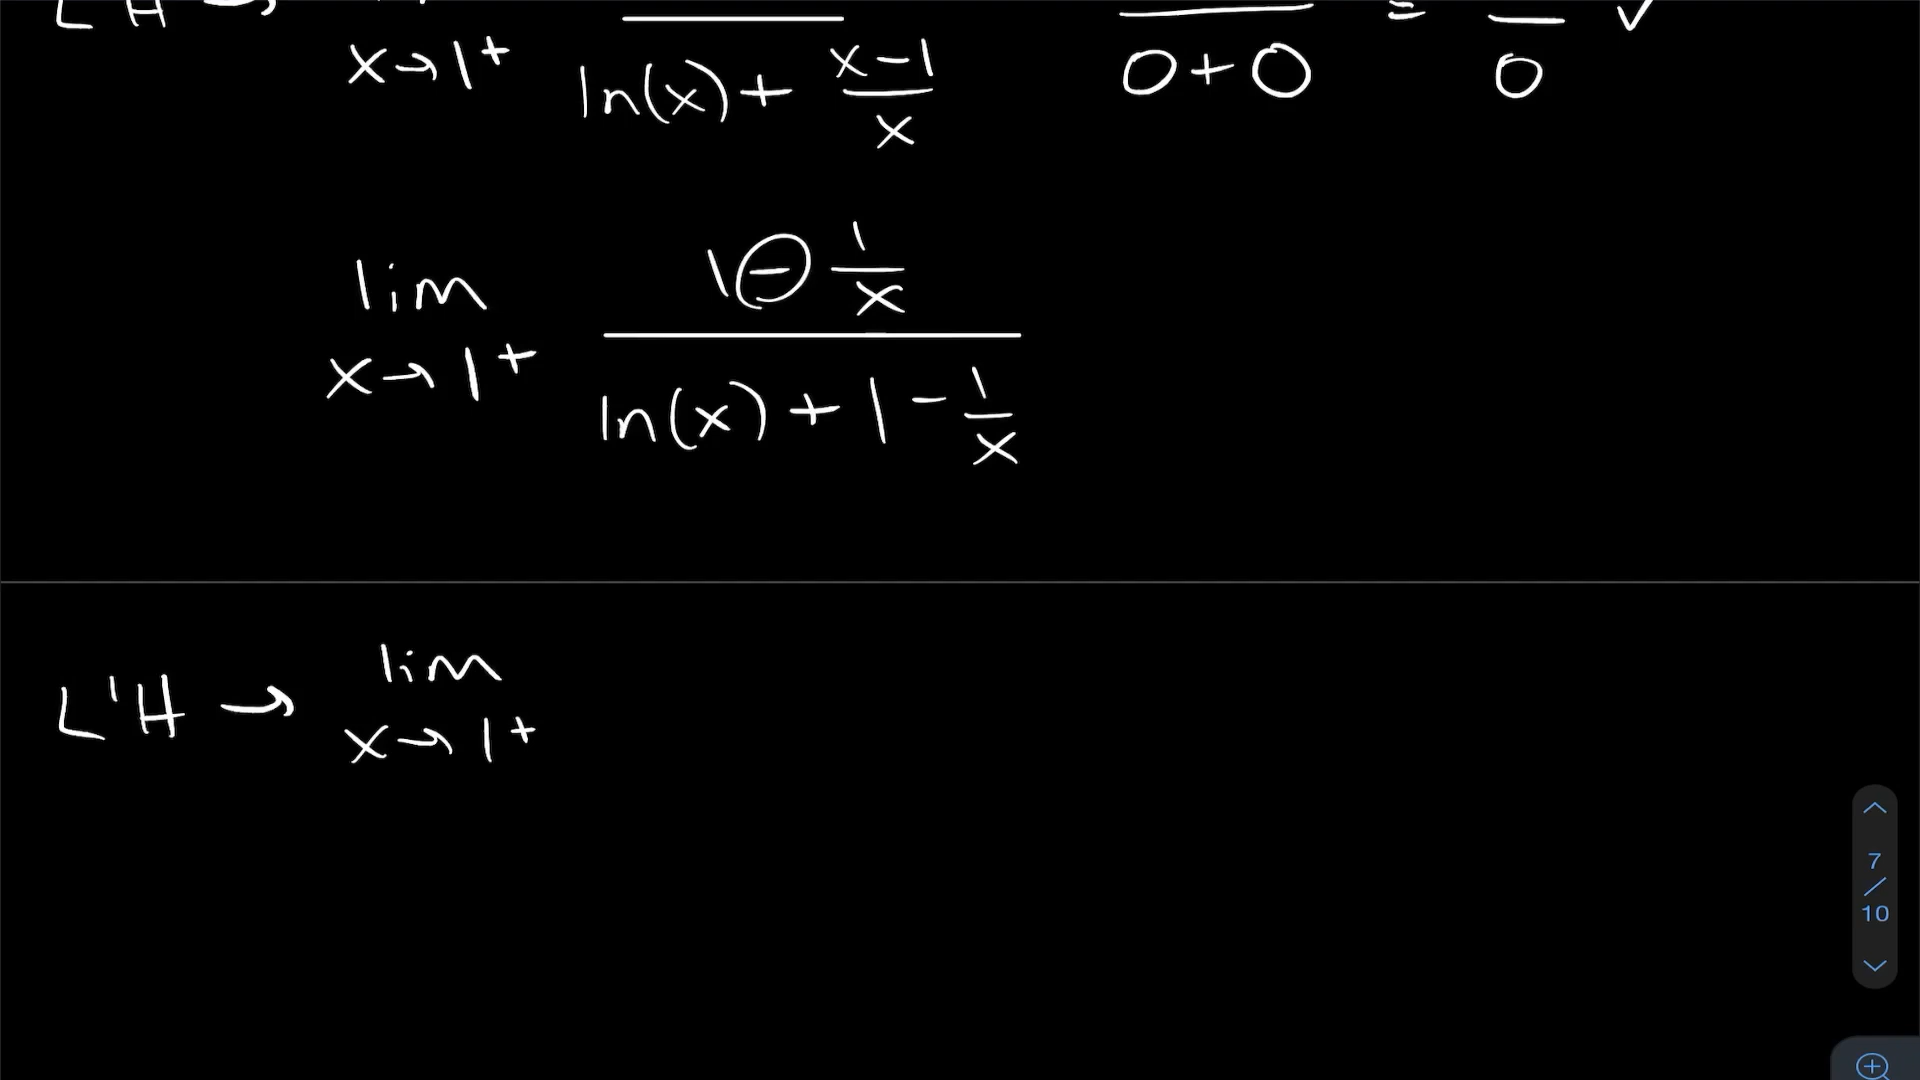 L'H → x→1⁺ ln(x) + (x-1)/x 0+0 = 0 ✓
lim x→1⁺ (1 - 1/x)/(ln(x) + 1 - 1/x)
L'H → lim x→1⁺
7
/
10